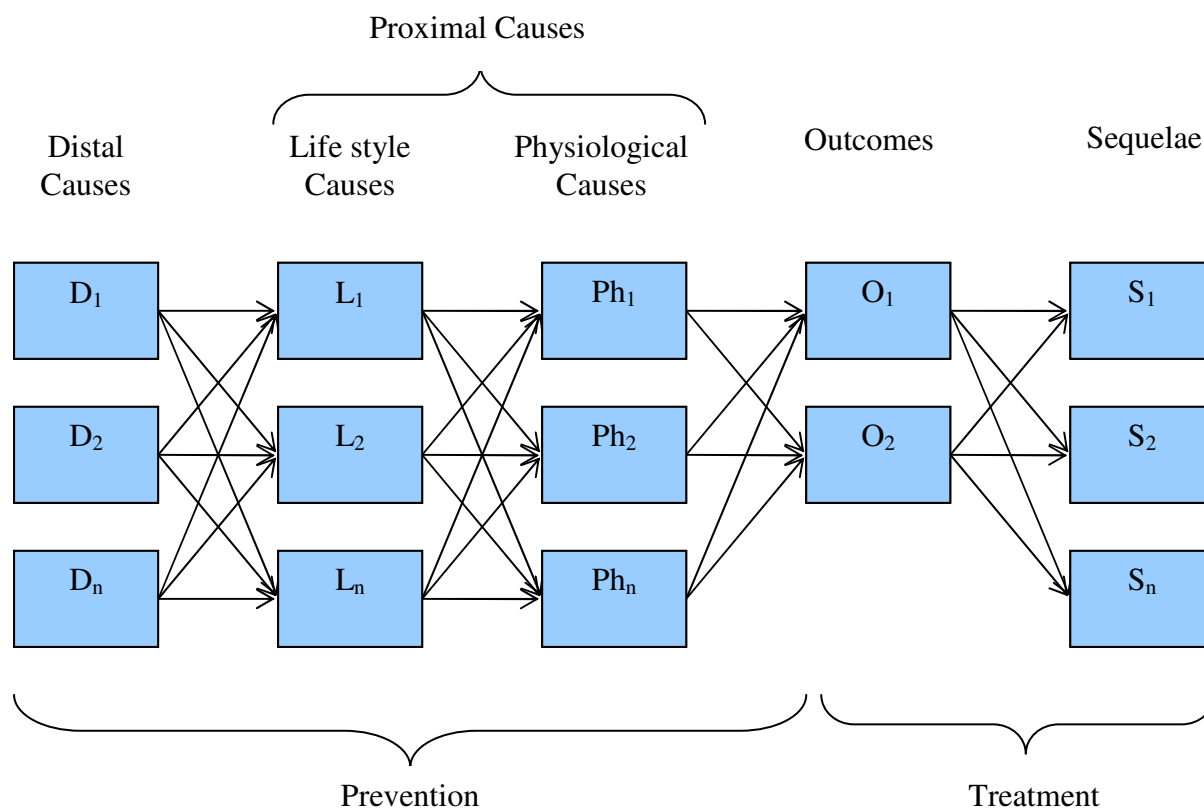 Proximal Causes
Distal
Causes
Life style
Causes
Physiological
Causes
Outcomes
Sequelae
D₁
L₁
Ph₁
O₁
S₁
D₂
L₂
Ph₂
O₂
S₂
Dₙ
Lₙ
Phₙ
Sₙ
Prevention
Treatment